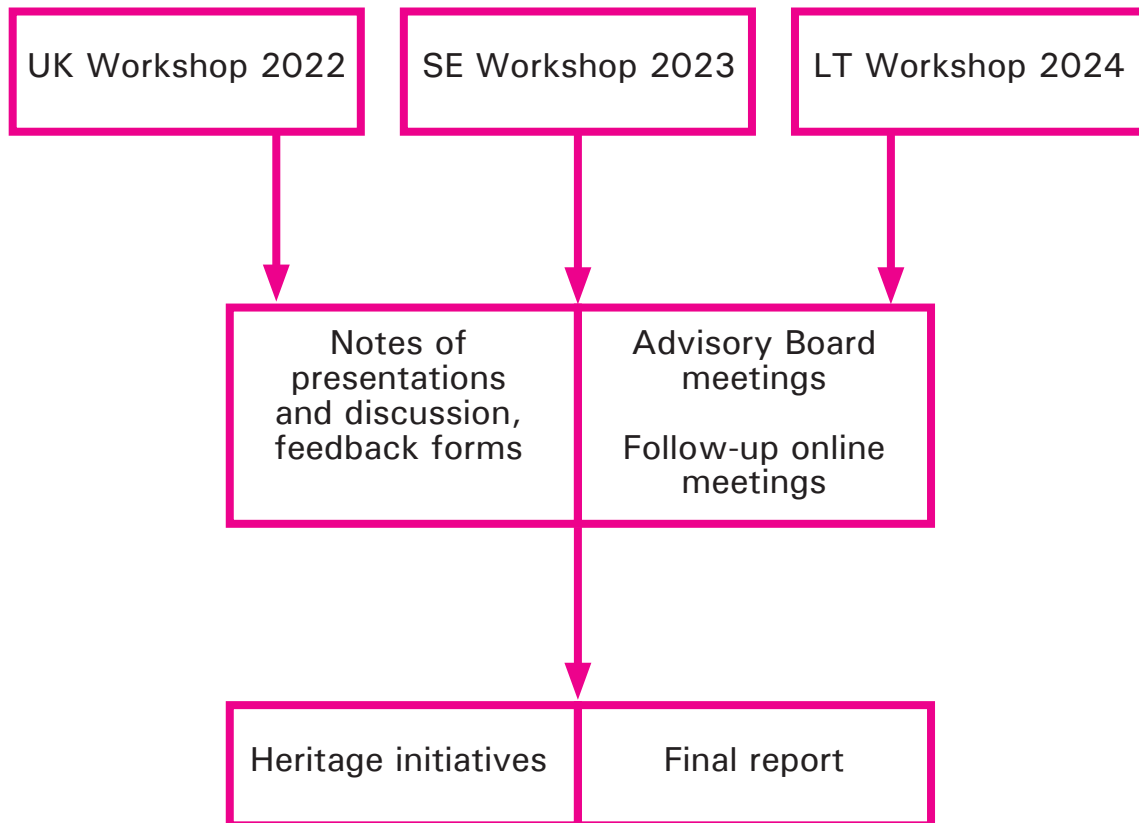 UK Workshop 2022
SE Workshop 2023
LT Workshop 2024
Notes of
presentations
and discussion,
feedback forms
Advisory Board
meetings
Follow-up online
meetings
Heritage initiatives
Final report